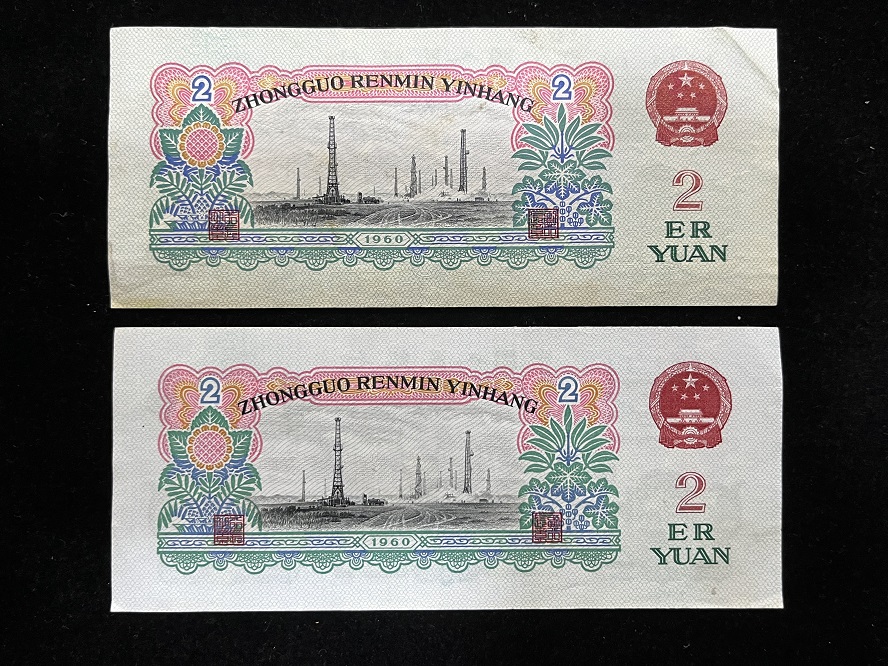 2 ZHONGGUO RENMIN YINHANG 2
1960
2
ER
YUAN
2 ZHONGGUO RENMIN YINHANG 2
1960
2
ER
YUAN